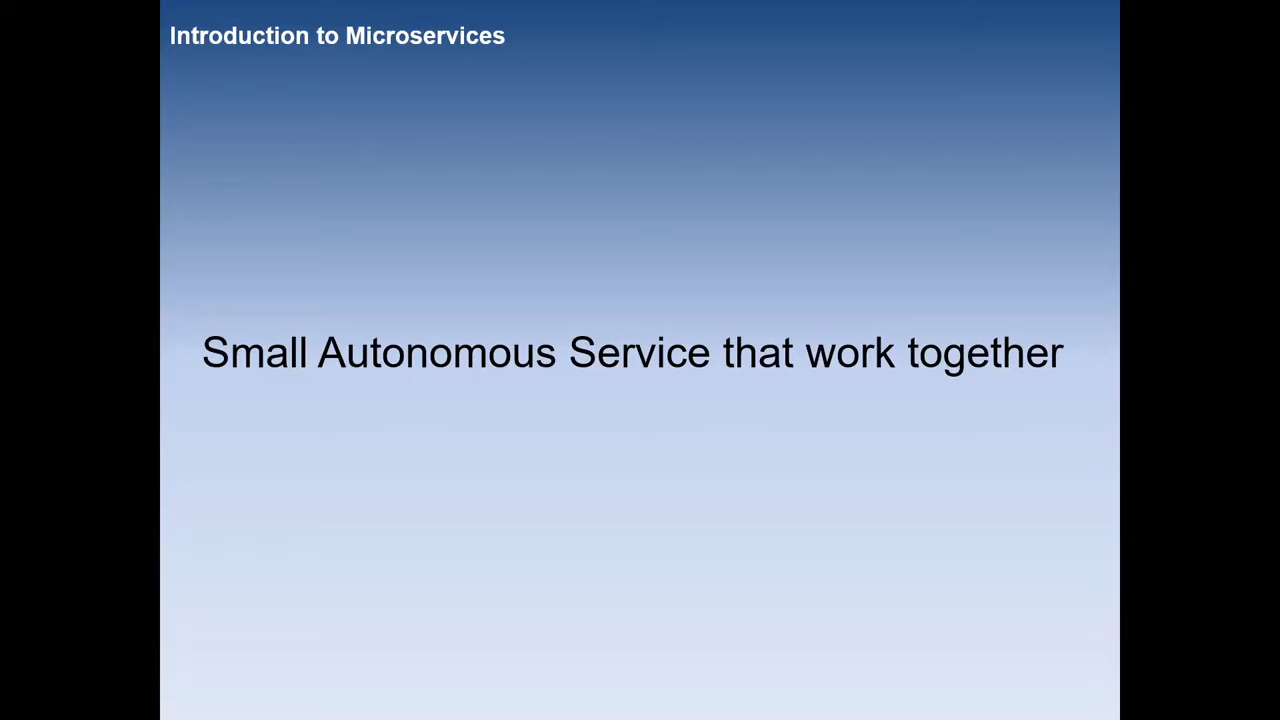 Introduction to Microservices
Small Autonomous Service that work together